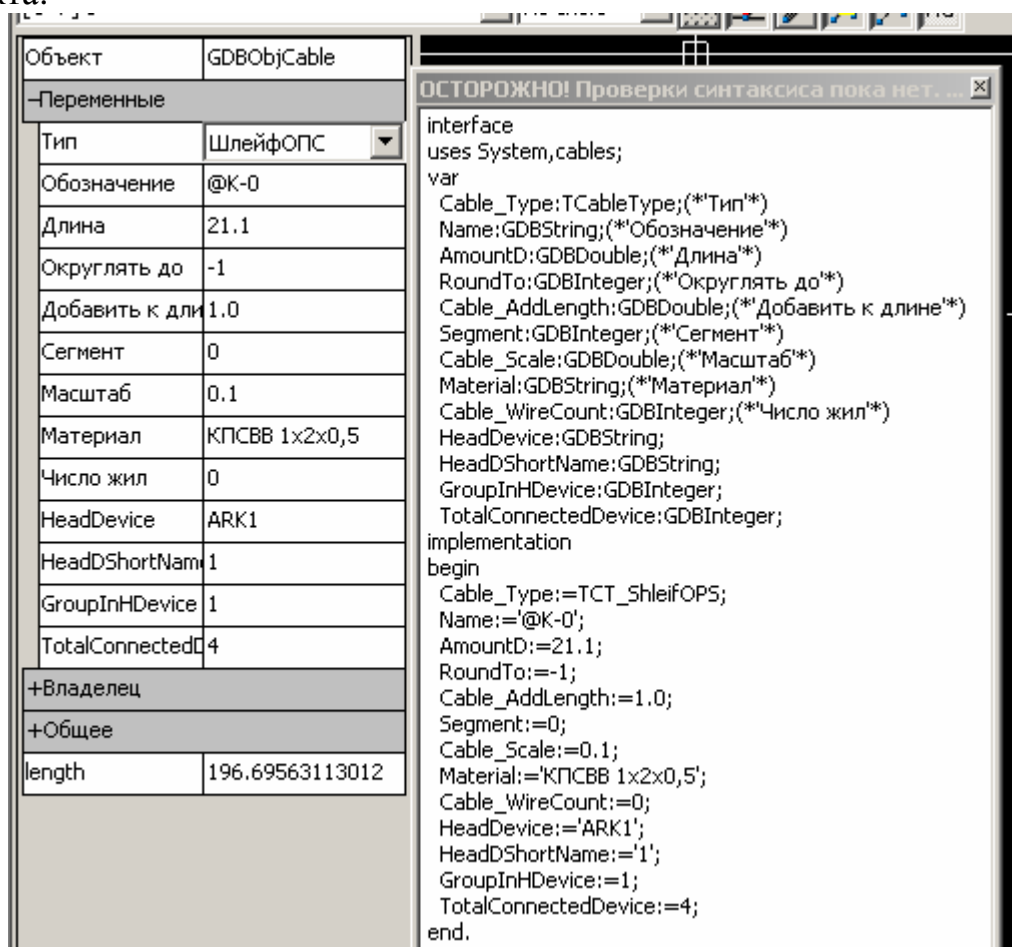 Объект GDBObjCable
−Переменные
Тип ШлейфОПС
Обозначение @K-0
Длина 21.1
Округлять до -1
Добавить к дли 1.0
Сегмент 0
Масштаб 0.1
Материал КПСВВ 1x2x0,5
Число жил 0
HeadDevice ARK1
HeadDShortNam 1
GroupInHDevice 1
TotalConnectedD 4
+Владелец
+Общее
length 196.69563113012
ОСТОРОЖНО! Проверки синтаксиса пока нет. ...
interface
uses System,cables;
var
Cable_Type:TCableType;(*'Тип'*)
Name:GDBString;(*'Обозначение'*)
AmountD:GDBDouble;(*'Длина'*)
RoundTo:GDBInteger;(*'Округлять до'*)
Cable_AddLength:GDBDouble;(*'Добавить к длине'*)
Segment:GDBInteger;(*'Сегмент'*)
Cable_Scale:GDBDouble;(*'Масштаб'*)
Material:GDBString;(*'Материал'*)
Cable_WireCount:GDBInteger;(*'Число жил'*)
HeadDevice:GDBString;
HeadDShortName:GDBString;
GroupInHDevice:GDBInteger;
TotalConnectedDevice:GDBInteger;
implementation
begin
Cable_Type:=TCT_ShleifOPS;
Name:='@K-0';
AmountD:=21.1;
RoundTo:=-1;
Cable_AddLength:=1.0;
Segment:=0;
Cable_Scale:=0.1;
Material:='КПСВВ 1x2x0,5';
Cable_WireCount:=0;
HeadDevice:='ARK1';
HeadDShortName:='1';
GroupInHDevice:=1;
TotalConnectedDevice:=4;
end.